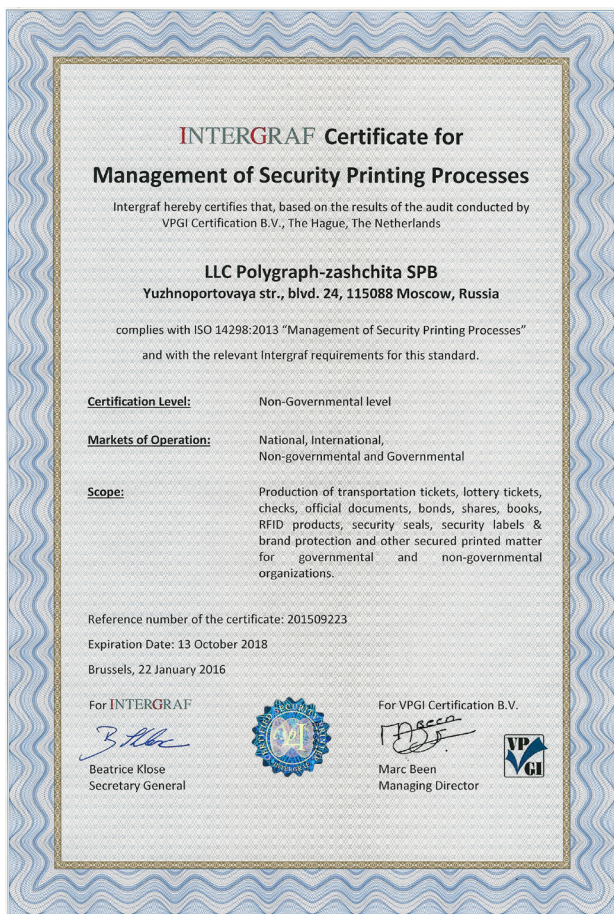 INTERGRAF Certificate for
Management of Security Printing Processes
Intergraf hereby certifies that, based on the results of the audit conducted by
VPGI Certification B.V., The Hague, The Netherlands
LLC Polygraph-zashchita SPB
Yuzhnoportovaya str., blvd. 24, 115088 Moscow, Russia
complies with ISO 14298:2013 “Management of Security Printing Processes”
and with the relevant Intergraf requirements for this standard.
Certification Level: Non-Governmental level
Markets of Operation: National, International,
Non-governmental and Governmental
Scope: Production of transportation tickets, lottery tickets,
checks, official documents, bonds, shares, books,
RFID products, security seals, security labels &
brand protection and other secured printed matter
for governmental and non-governmental
organizations.
Reference number of the certificate: 201509223
Expiration Date: 13 October 2018
Brussels, 22 January 2016
For INTERGRAF
For VPGI Certification B.V.
Beatrice Klose
Secretary General
Marc Been
Managing Director
VP
GI